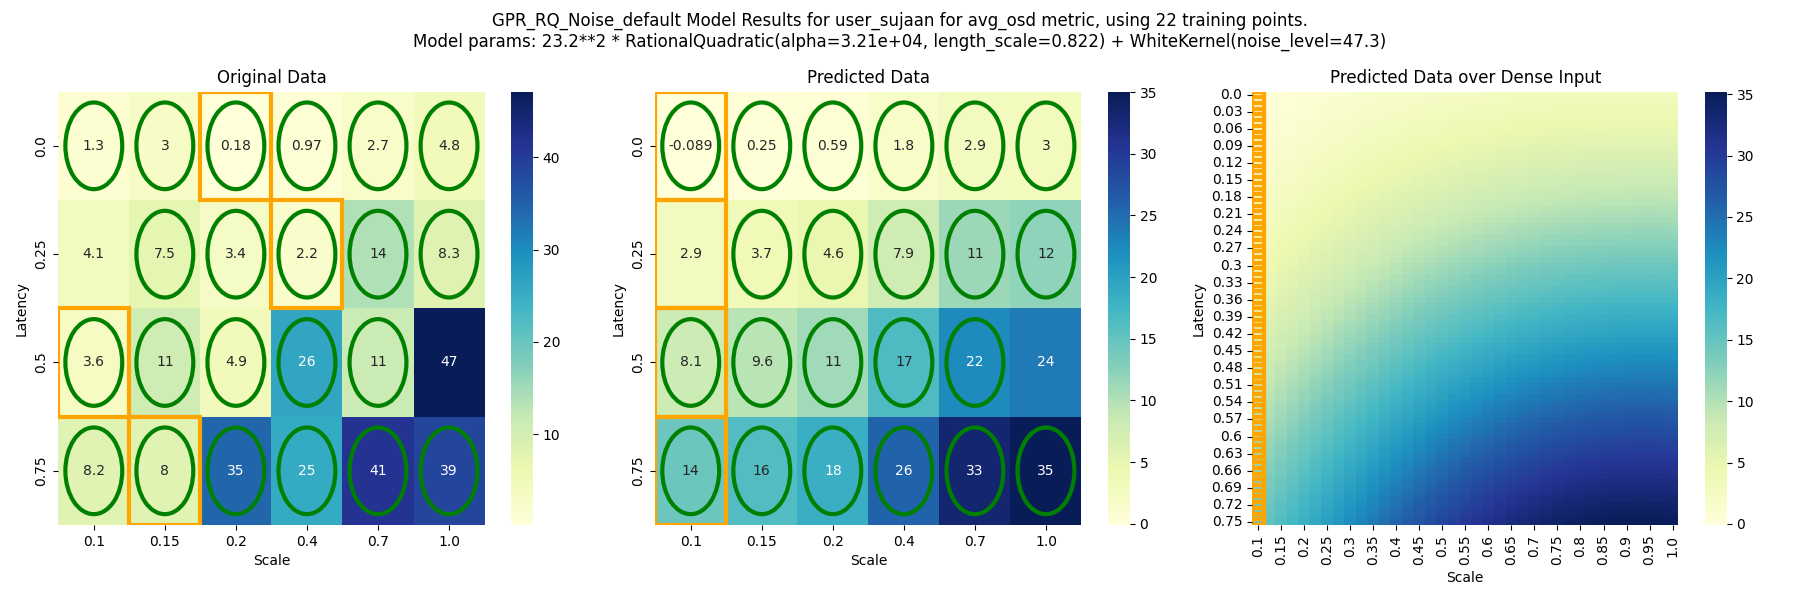 GPR_RQ_Noise_default Model Results for user_sujaan for avg_osd metric, using 22 training points.
Model params: 23.2**2 * RationalQuadratic(alpha=3.21e+04, length_scale=0.822) + WhiteKernel(noise_level=47.3)
Original Data
Latency
0.0 1.3 3 0.18 0.97 2.7 4.8
0.25 4.1 7.5 3.4 2.2 14 8.3
0.5 3.6 11 4.9 26 11 47
0.75 8.2 8 35 25 41 39
0.1 0.15 0.2 0.4 0.7 1.0
Scale
40
30
20
10
Predicted Data
Latency
0.0 -0.089 0.25 0.59 1.8 2.9 3
0.25 2.9 3.7 4.6 7.9 11 12
0.5 8.1 9.6 11 17 22 24
0.75 14 16 18 26 33 35
0.1 0.15 0.2 0.4 0.7 1.0
Scale
35
30
25
20
15
10
5
0
Predicted Data over Dense Input
Latency
0.0
0.03
0.06
0.09
0.12
0.15
0.18
0.21
0.24
0.27
0.3
0.33
0.36
0.39
0.42
0.45
0.48
0.51
0.54
0.57
0.6
0.63
0.66
0.69
0.72
0.75
0.1 0.15 0.2 0.25 0.3 0.35 0.4 0.45 0.5 0.55 0.6 0.65 0.7 0.75 0.8 0.85 0.9 0.95 1.0
Scale
35
30
25
20
15
10
5
0